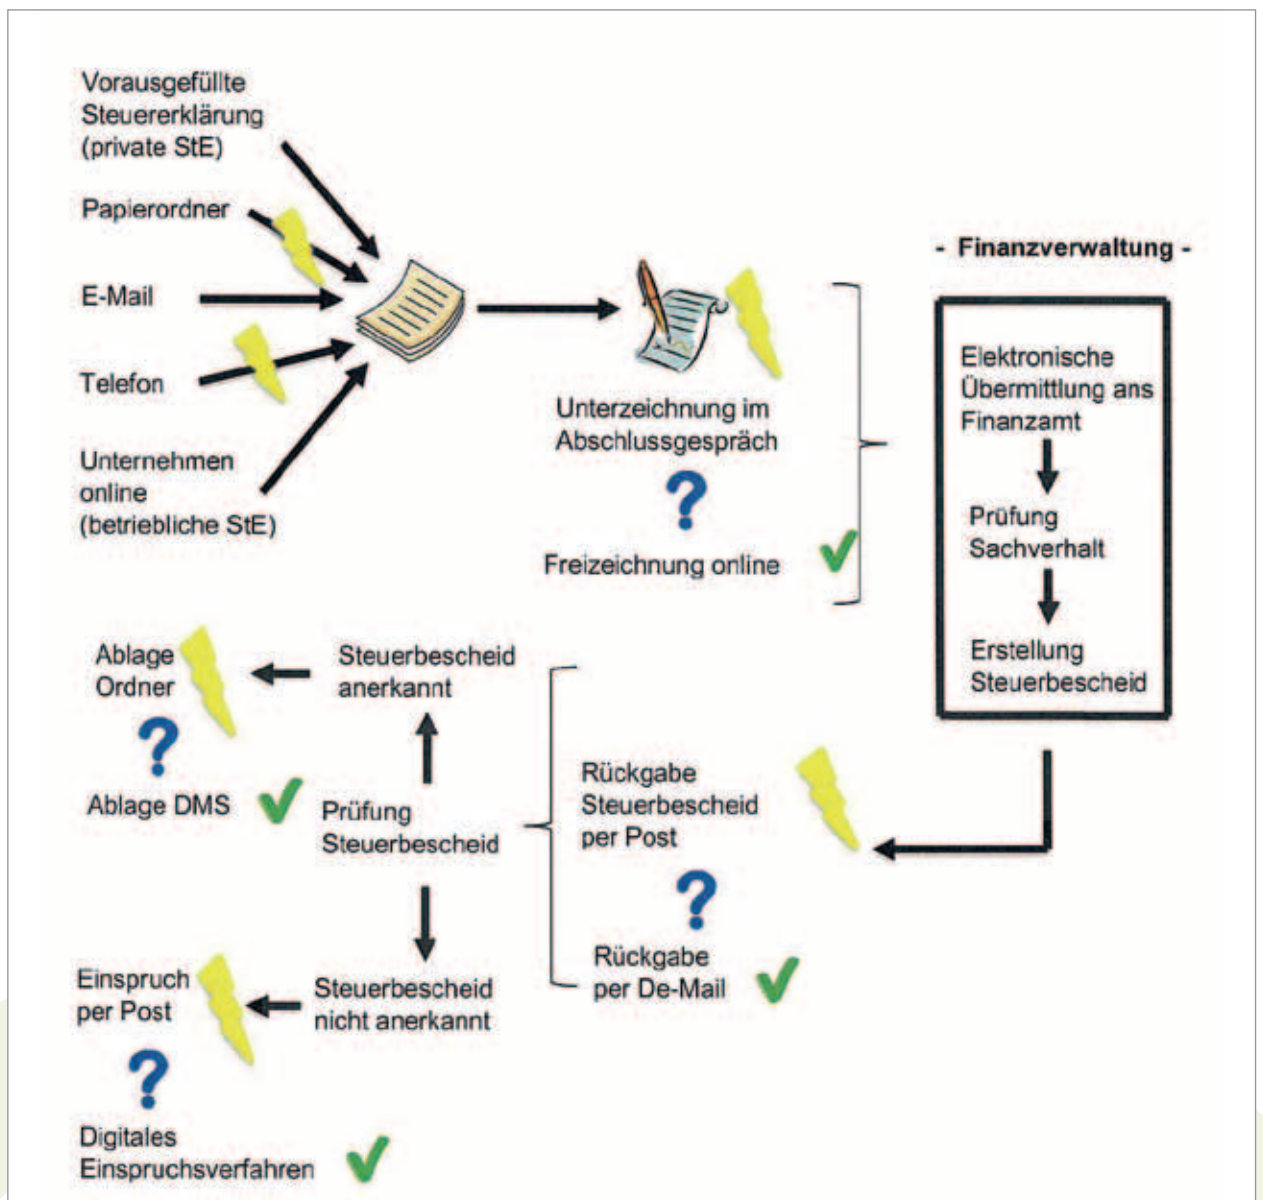 Vorausgefüllte
Steuererklärung
(private StE)
Papierordner
E-Mail
Telefon
Unternehmen
online
(betriebliche StE)
Unterzeichnung im
Abschlussgespräch
?
Freizeichnung online
- Finanzverwaltung -
Elektronische
Übermittlung ans
Finanzamt
Prüfung
Sachverhalt
Erstellung
Steuerbescheid
Rückgabe
Steuerbescheid
per Post
?
Rückgabe
per De-Mail
Prüfung
Steuerbescheid
Steuerbescheid
anerkannt
Ablage
Ordner
?
Ablage DMS
Steuerbescheid
nicht anerkannt
Einspruch
per Post
?
Digitales
Einspruchsverfahren